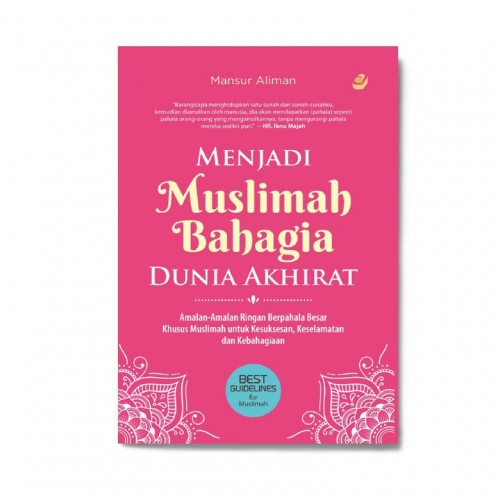 Mansur Aliman
"Barangsiapa menghidupkan satu sunah dari sunah-sunahku,
kemudian diamalkan oleh manusia, dia akan mendapatkan (pahala) seperti
pahala orang-orang yang mengamalkannya, tanpa mengurangi pahala
mereka sedikit pun." — HR. Ibnu Majah
MENJADI
Muslimah
Bahagia
DUNIA AKHIRAT
Amalan-Amalan Ringan Berpahala Besar
Khusus Muslimah untuk Kesuksesan, Keselamatan
dan Kebahagiaan
BEST
GUIDELINES
for
Muslimah